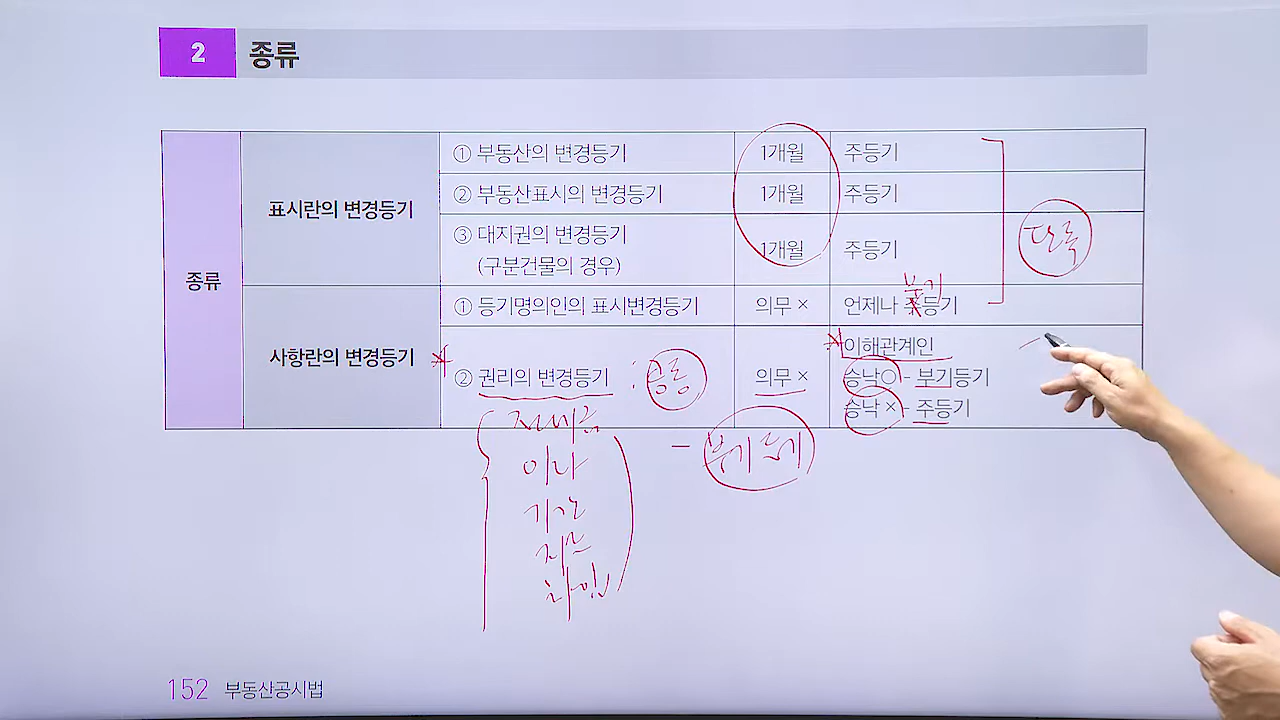 2 종류
종류
표시란의 변경등기
① 부동산의 변경등기 1개월 주등기
② 부동산표시의 변경등기 1개월 주등기
③ 대지권의 변경등기
(구분건물의 경우) 1개월 주등기
단독
사항란의 변경등기
부기
① 등기명의인의 표시변경등기 의무 × 언제나 주등기
② 권리의 변경등기 : 공동 의무 ×
이해관계인
승낙○ - 부기등기
승낙 × - 주등기
전세금
이자
기간
지료
차임
- 부기등기
152 부동산공시법